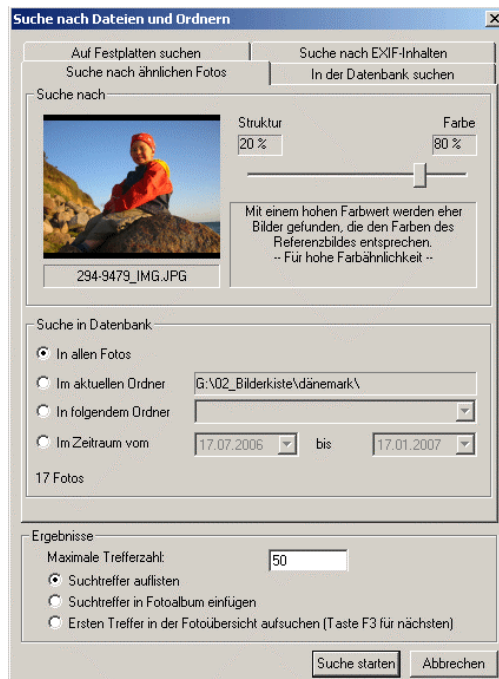 Suche nach Dateien und Ordnern
Auf Festplatten suchen
Suche nach EXIF-Inhalten
Suche nach ähnlichen Fotos
In der Datenbank suchen
Suche nach
Struktur
Farbe
20 %
80 %
Mit einem hohen Farbwert werden eher
Bilder gefunden, die den Farben des
Referenzbildes entsprechen.
-- Für hohe Farbähnlichkeit --
294-9479_IMG.JPG
Suche in Datenbank
In allen Fotos
Im aktuellen Ordner
G:\02_Bilderkiste\dänemark\
In folgendem Ordner
Im Zeitraum vom
17.07.2006
bis
17.01.2007
17 Fotos
Ergebnisse
Maximale Trefferzahl:
50
Suchtreffer auflisten
Suchtreffer in Fotoalbum einfügen
Ersten Treffer in der Fotoübersicht aufsuchen (Taste F3 für nächsten)
Suche starten
Abbrechen